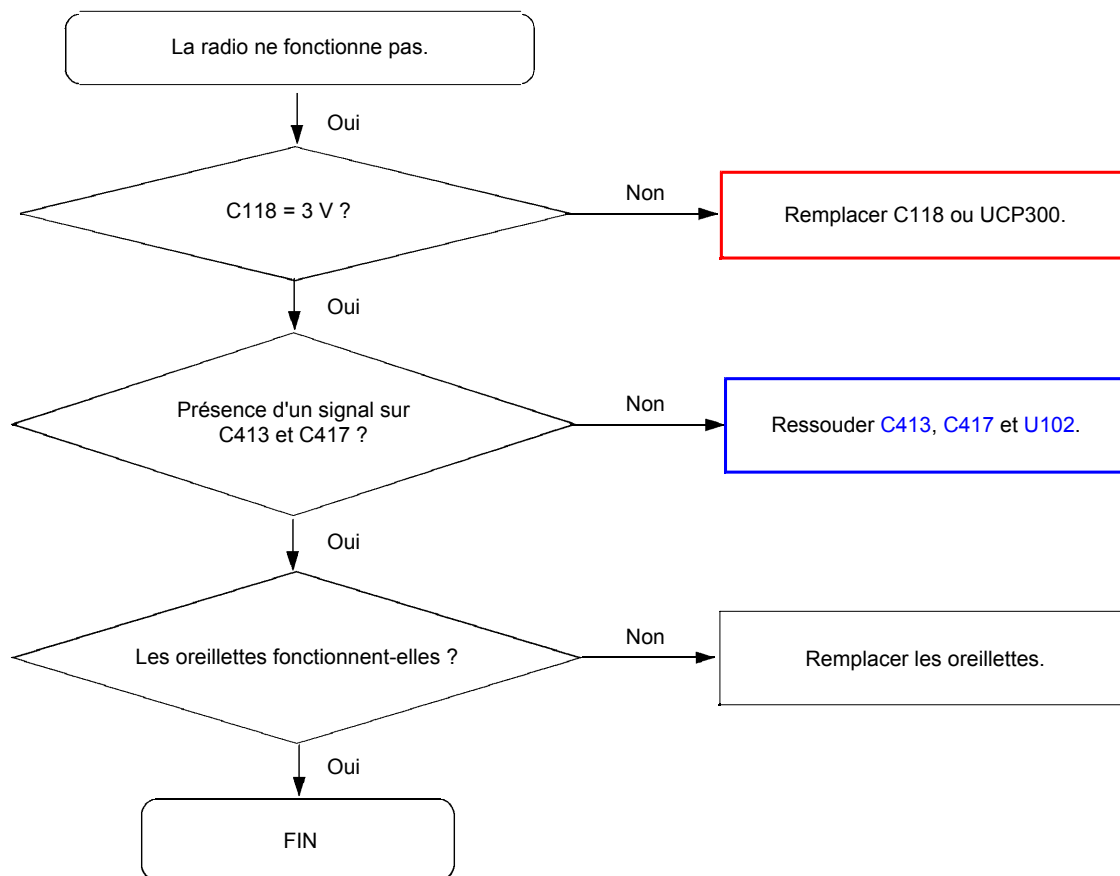 La radio ne fonctionne pas.
Oui
C118 = 3 V ?
Non
Remplacer C118 ou UCP300.
Oui
Présence d'un signal sur
C413 et C417 ?
Non
Ressouder C413, C417 et U102.
Oui
Les oreillettes fonctionnent-elles ?
Non
Remplacer les oreillettes.
Oui
FIN